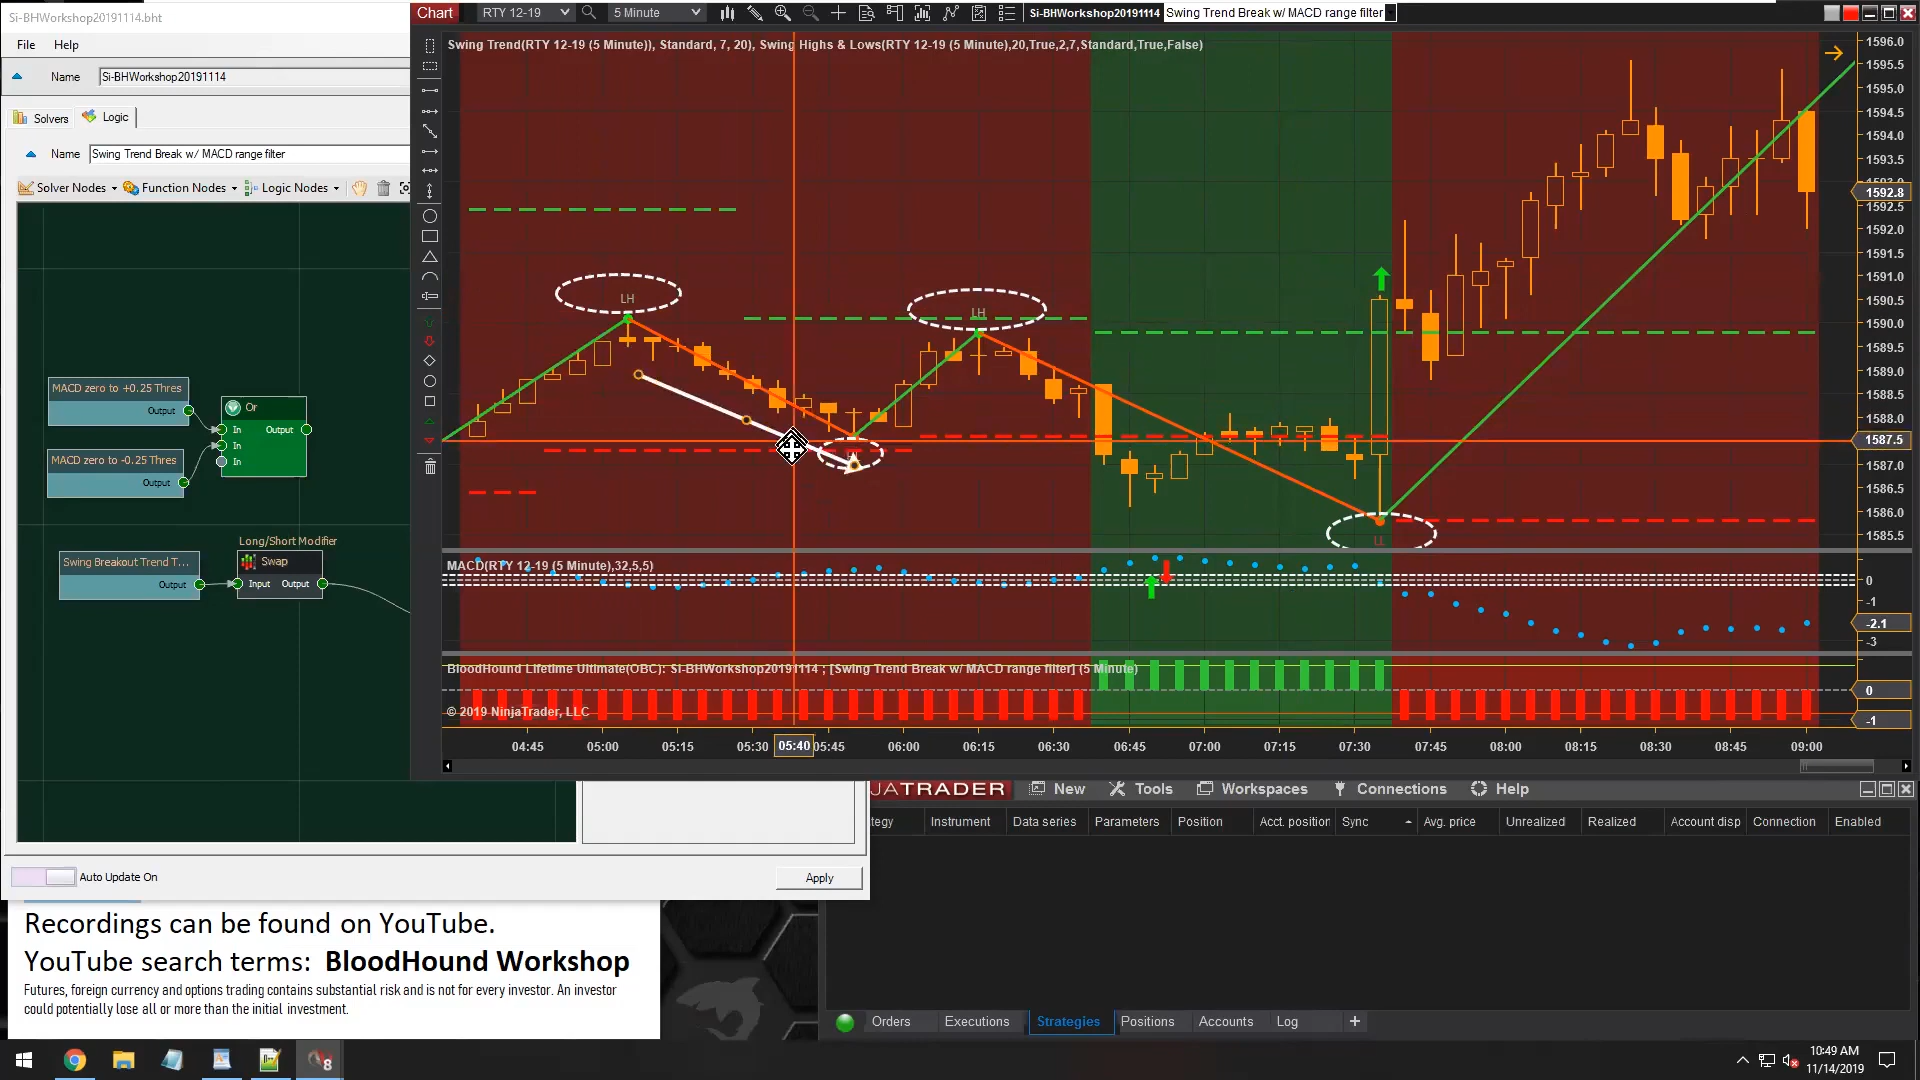 Si-BHWorkshop20191114.bht
File Help
Name Si-BHWorkshop20191114
Solvers Logic
Name Swing Trend Break w/ MACD range filter
Solver Nodes Function Nodes Logic Nodes
MACD zero to +0.25 Thres
Output
MACD zero to -0.25 Thres
Output
Or
In Output
In
In
Swing Breakout Trend T...
Output
Long/Short Modifier
Swap
Input Output
Auto Update On
Apply
Chart RTY 12-19 5 Minute Si-BHWorkshop20191114 Swing Trend Break w/ MACD range filter
Swing Trend(RTY 12-19 (5 Minute)), Standard, 7, 20), Swing Highs & Lows(RTY 12-19 (5 Minute),20,True,2,7,Standard,True,False)
LH
LH
LL
1596.0
1595.5
1595.0
1594.5
1594.0
1593.5
1593.0
1592.8
1592.5
1592.0
1591.5
1591.0
1590.5
1590.0
1589.5
1589.0
1588.5
1588.0
1587.5
1587.0
1586.5
1586.0
1585.5
MACD(RTY 12-19 (5 Minute),32,5,5)
0
-1
-2.1
-3
BloodHound Lifetime Ultimate(OBC): Si-BHWorkshop20191114 ; [Swing Trend Break w/ MACD range filter] (5 Minute)
0
-1
© 2019 NinjaTrader, LLC
04:45 05:00 05:15 05:30 05:40 05:45 06:00 06:15 06:30 06:45 07:00 07:15 07:30 07:45 08:00 08:15 08:30 08:45 09:00
JATRADER New Tools Workspaces Connections Help
tegy Instrument Data series Parameters Position Acct. position Sync Avg. price Unrealized Realized Account disp Connection Enabled
Orders Executions Strategies Positions Accounts Log +
Recordings can be found on YouTube.
YouTube search terms: BloodHound Workshop
Futures, foreign currency and options trading contains substantial risk and is not for every investor. An investor
could potentially lose all or more than the initial investment.
8
10:49 AM
11/14/2019